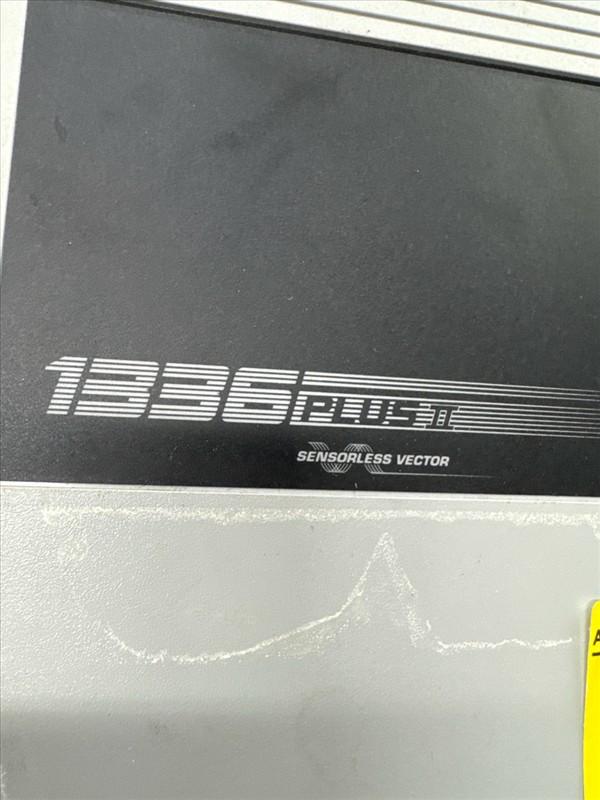 1336 PLUS II
SENSORLESS VECTOR
A